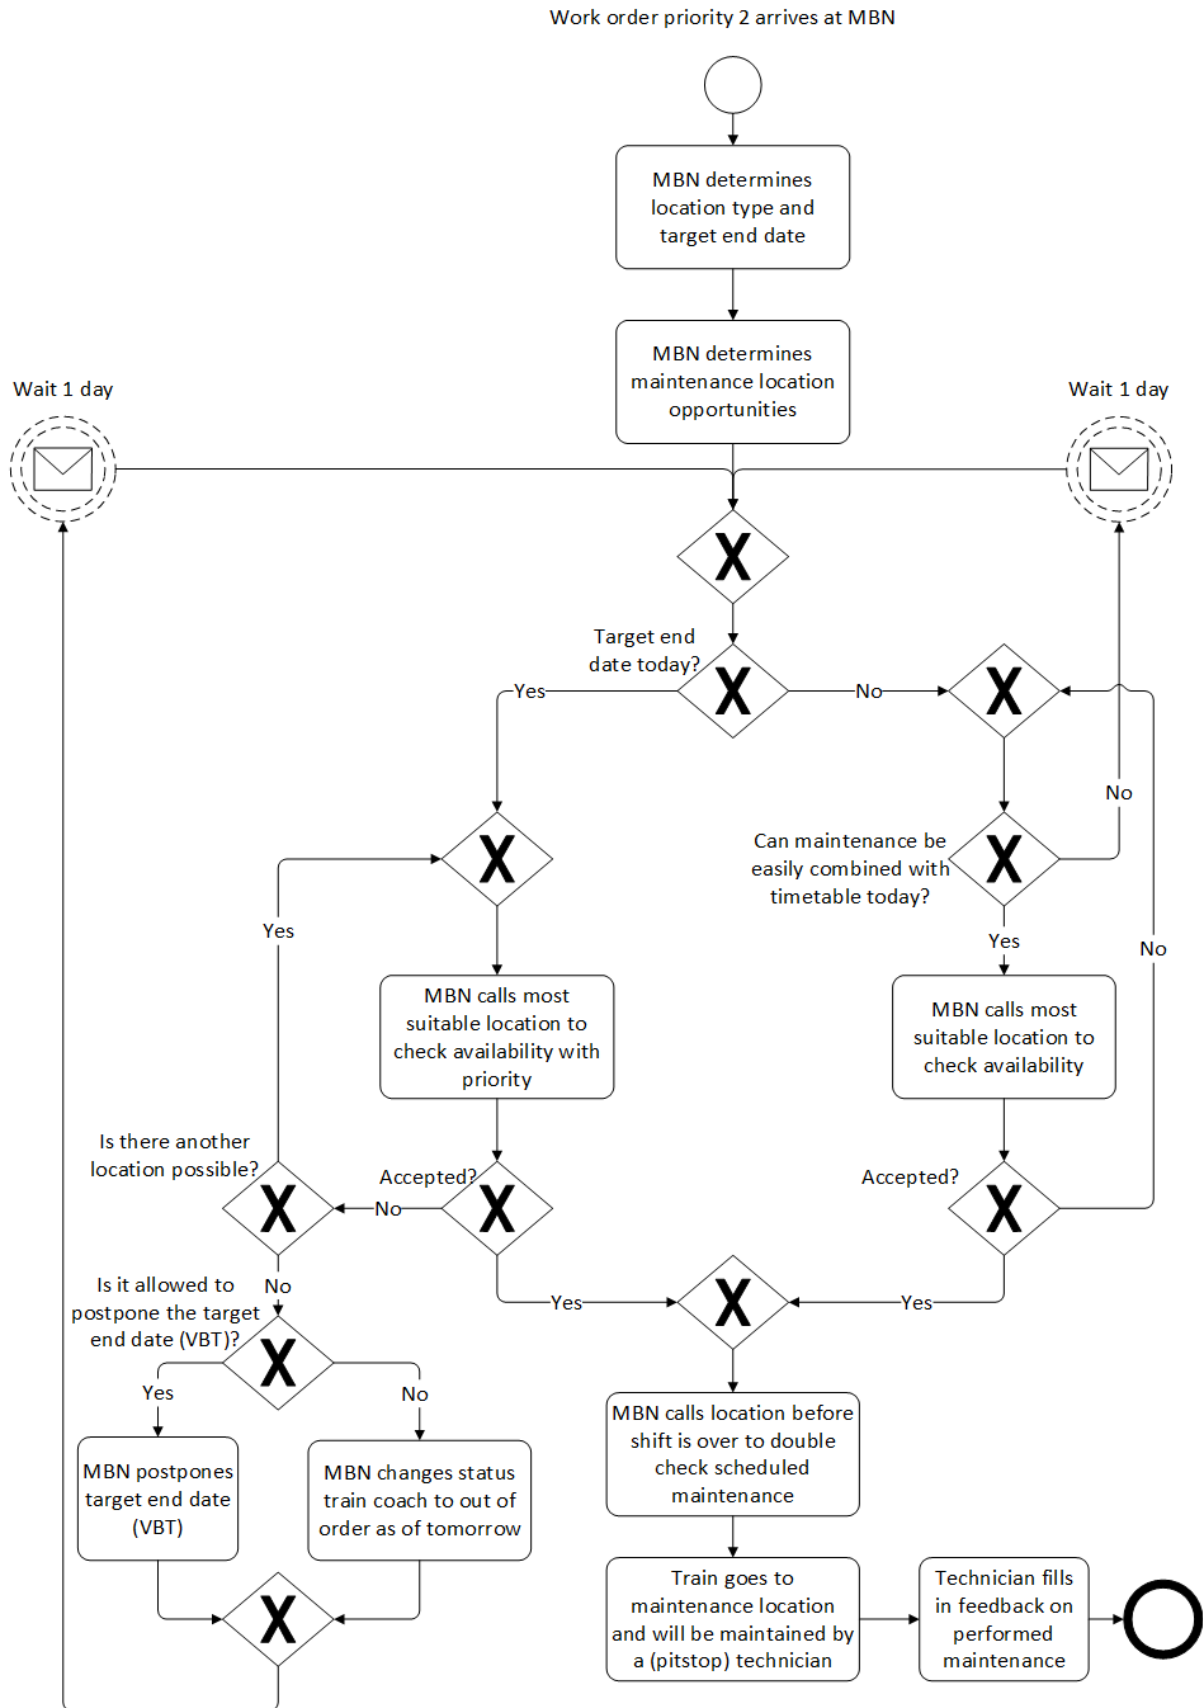 Work order priority 2 arrives at MBN
MBN determines
location type and
target end date
MBN determines
maintenance location
opportunities
Wait 1 day
Wait 1 day
X
Target end
date today?
X
Yes
No
X
X
Can maintenance be
easily combined with
timetable today?
X
No
Yes
Yes
No
MBN calls most
suitable location to
check availability with
priority
MBN calls most
suitable location to
check availability
Is there another
location possible?
X
No
Accepted?
X
Accepted?
X
No
Is it allowed to
postpone the target
end date (VBT)?
Yes
X
Yes
X
Yes
No
MBN postpones
target end date
(VBT)
MBN changes status
train coach to out of
order as of tomorrow
MBN calls location before
shift is over to double
check scheduled
maintenance
X
Train goes to
maintenance location
and will be maintained by
a (pitstop) technician
Technician fills
in feedback on
performed
maintenance